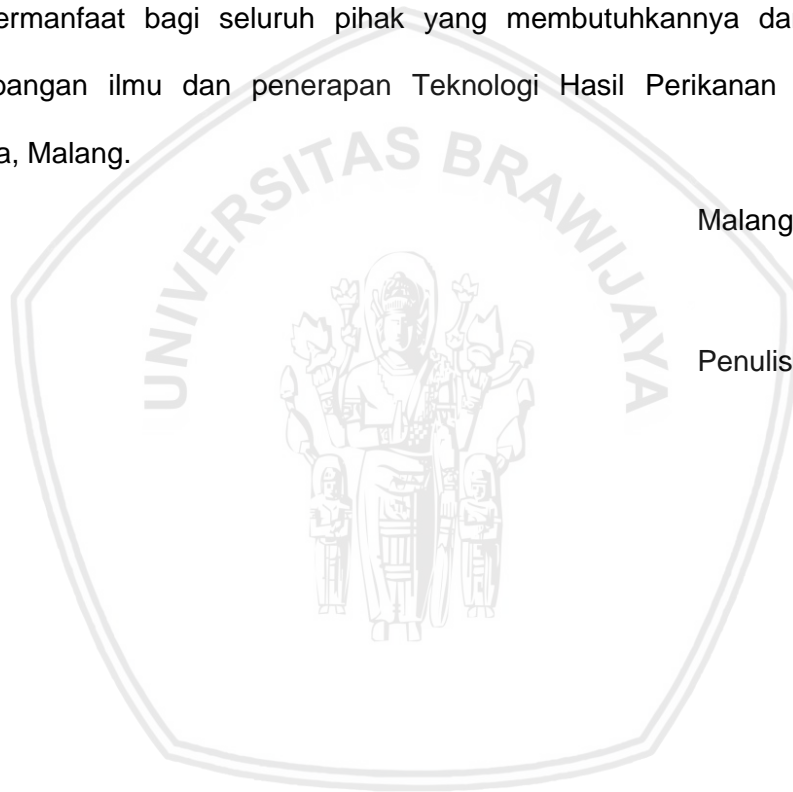 ermanfaat bagi seluruh pihak yang membutuhkannya da
bangan ilmu dan penerapan Teknologi Hasil Perikanan
a, Malang.
UNIVERSITAS BRAWIJAYA
Malang
Penulis